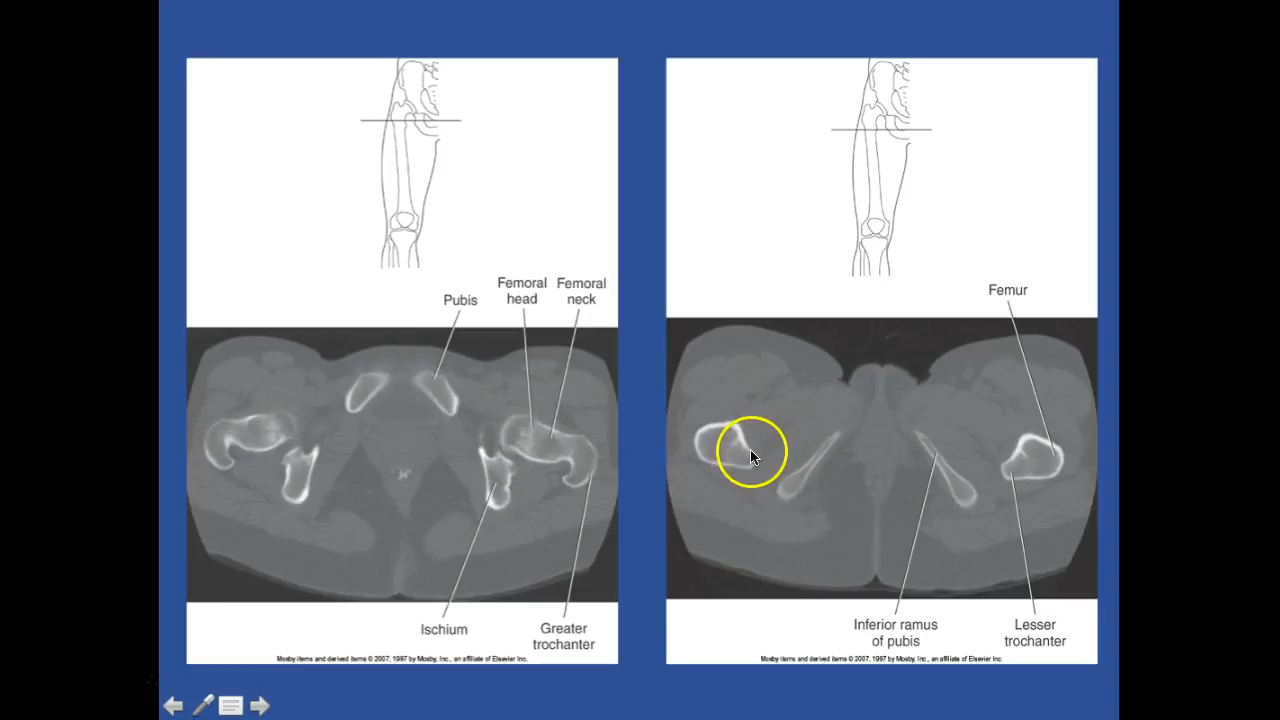 Femoral head
Femoral neck
Pubis
Ischium
Greater trochanter
Mosby items and derived items © 2007, 1997 by Mosby, Inc., an affiliate of Elsevier Inc.
Femur
Inferior ramus of pubis
Lesser trochanter
Mosby items and derived items © 2007, 1997 by Mosby, Inc., an affiliate of Elsevier Inc.